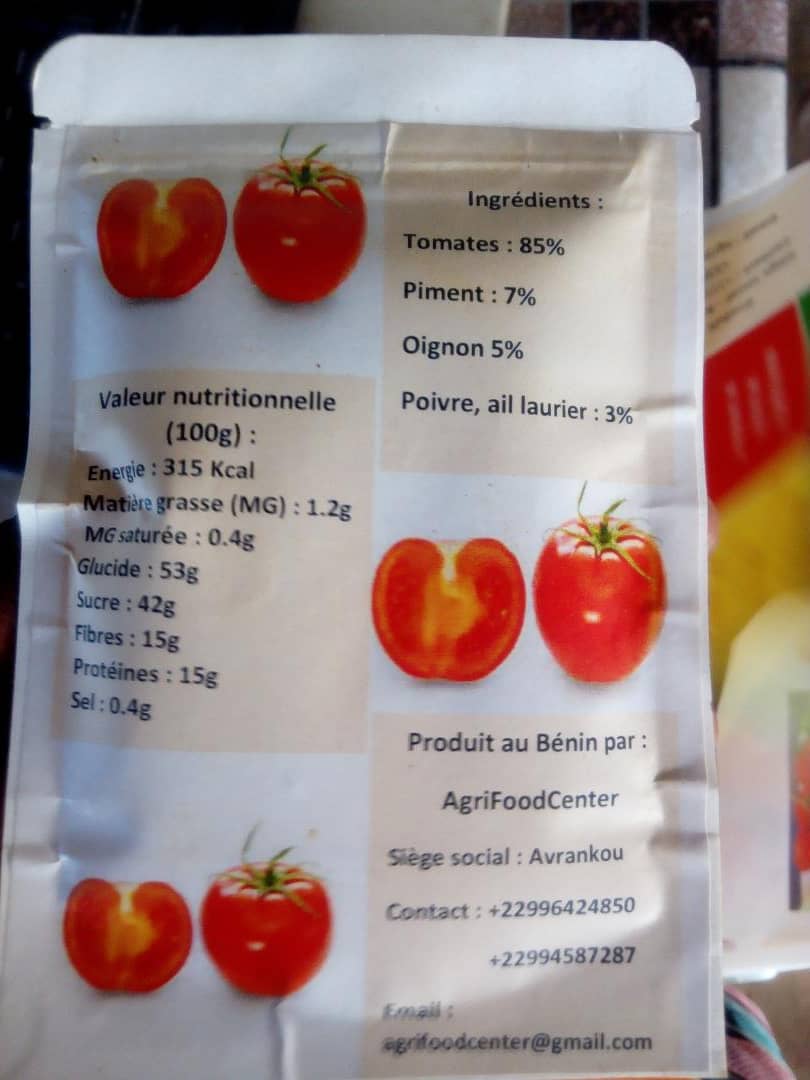 Ingrédients :
Tomates : 85%
Piment : 7%
Oignon 5%
Poivre, ail laurier : 3%
Valeur nutritionnelle
(100g) :
Energie : 315 Kcal
Matière grasse (MG) : 1.2g
MG saturée : 0.4g
Glucide : 53g
Sucre : 42g
Fibres : 15g
Protéines : 15g
Sel : 0.4g
Produit au Bénin par :
AgriFoodCenter
Siège social : Avrankou
Contact : +22996424850
+22994587287
Email :
agrifoodcenter@gmail.com